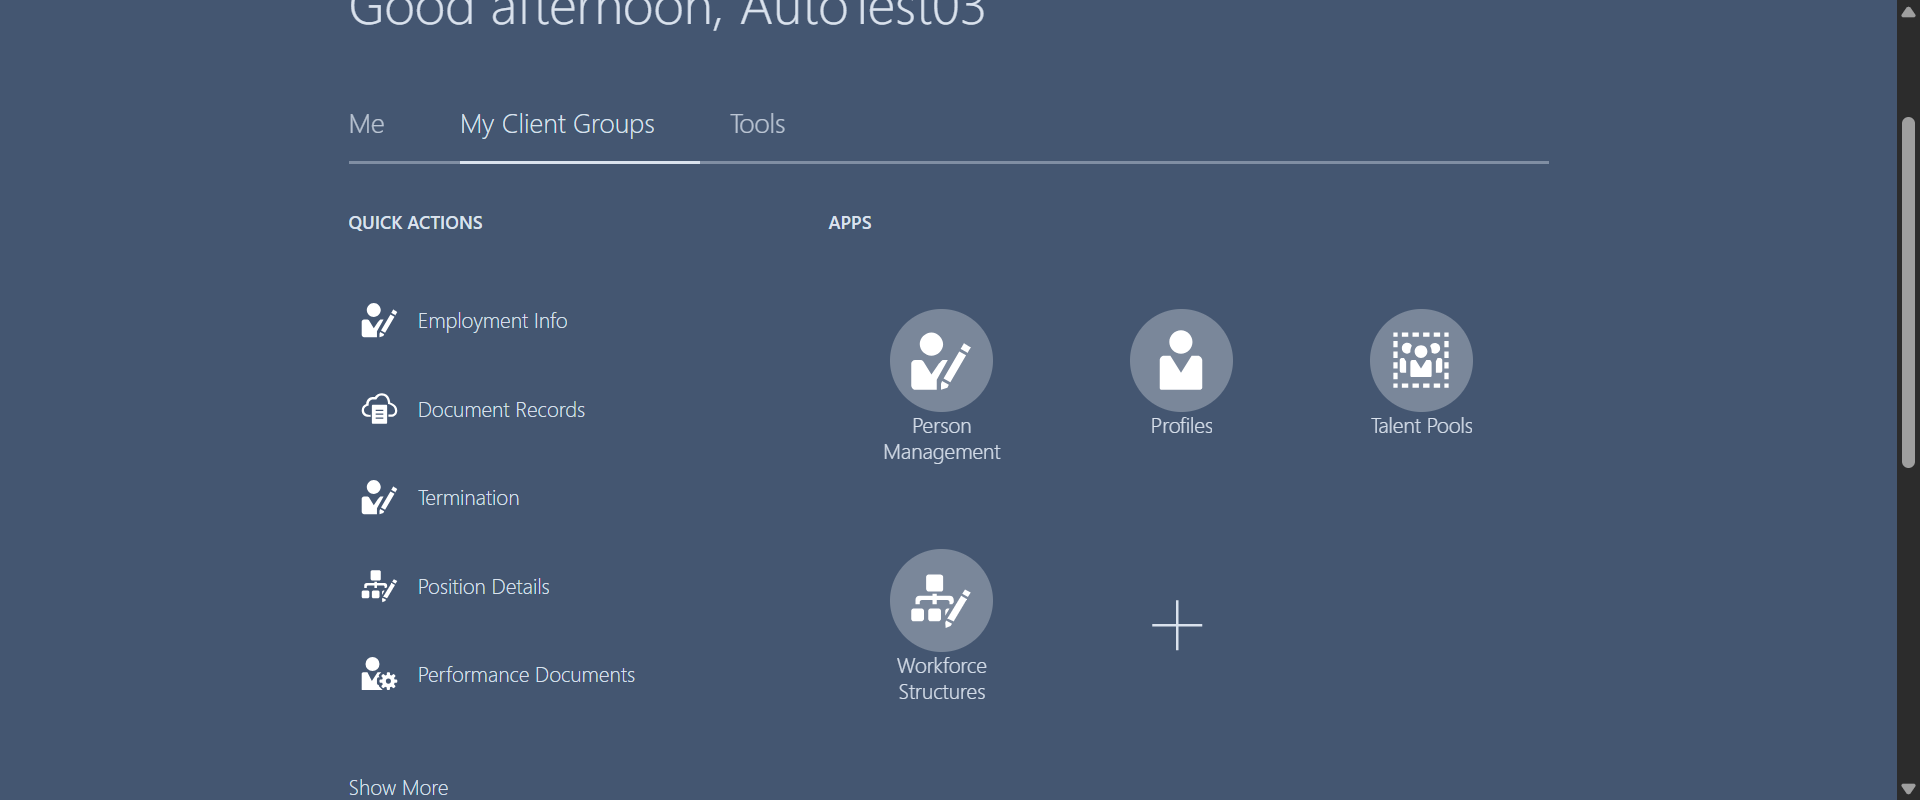 Good afternoon, AutoTest03
Me
My Client Groups
Tools
QUICK ACTIONS
Employment Info
Document Records
Termination
Position Details
Performance Documents
Show More
APPS
Person
Management
Profiles
Talent Pools
Workforce
Structures